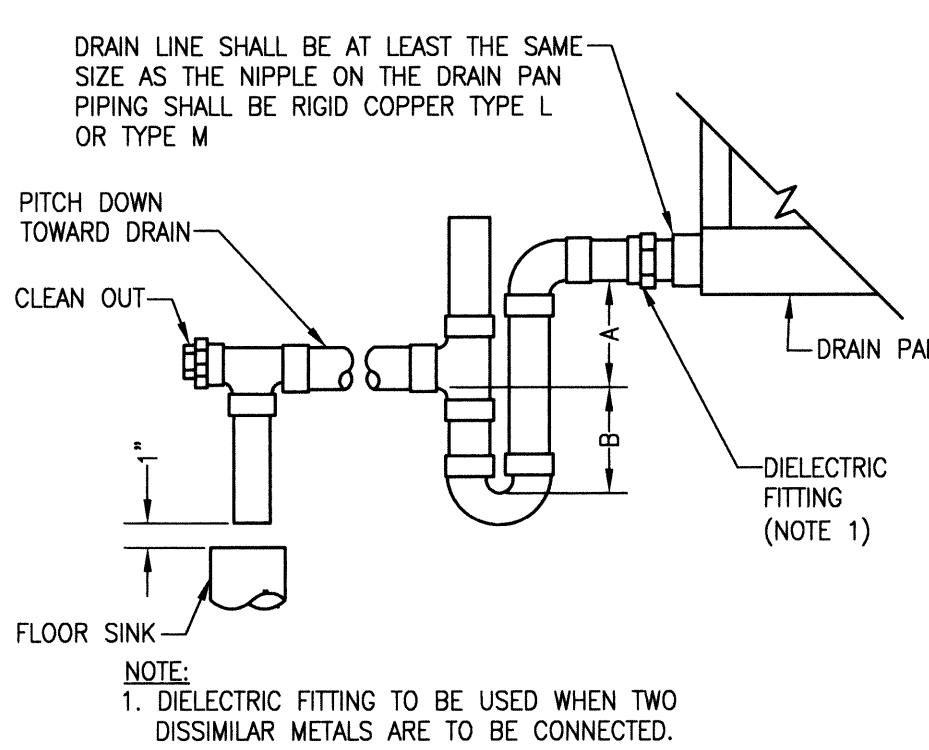 DRAIN LINE SHALL BE AT LEAST THE SAME
SIZE AS THE NIPPLE ON THE DRAIN PAN
PIPING SHALL BE RIGID COPPER TYPE L
OR TYPE M
PITCH DOWN
TOWARD DRAIN
CLEAN OUT
A
DRAIN PAI
B
1"
DIELECTRIC
FITTING
(NOTE 1)
FLOOR SINK
NOTE:
1. DIELECTRIC FITTING TO BE USED WHEN TWO
DISSIMILAR METALS ARE TO BE CONNECTED.